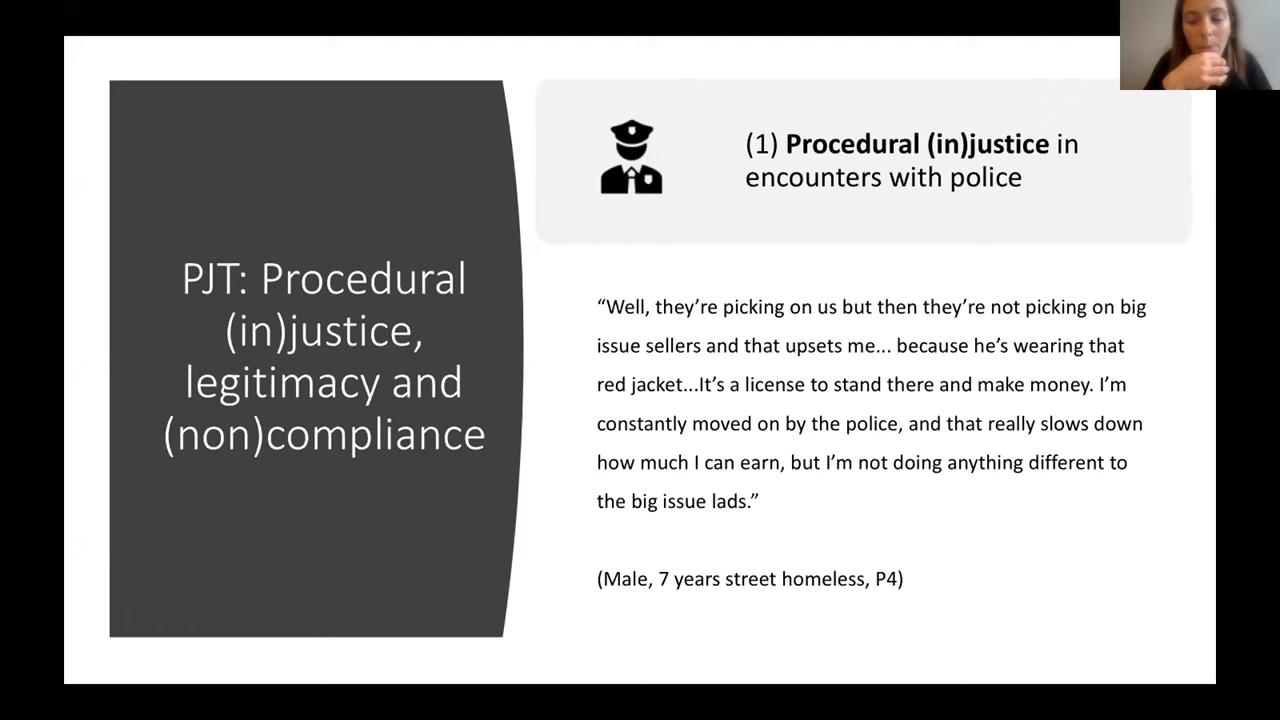 PJT: Procedural
(in)justice,
legitimacy and
(non)compliance
(1) Procedural (in)justice in
encounters with police
“Well, they’re picking on us but then they’re not picking on big
issue sellers and that upsets me... because he’s wearing that
red jacket...It’s a license to stand there and make money. I’m
constantly moved on by the police, and that really slows down
how much I can earn, but I’m not doing anything different to
the big issue lads.”
(Male, 7 years street homeless, P4)